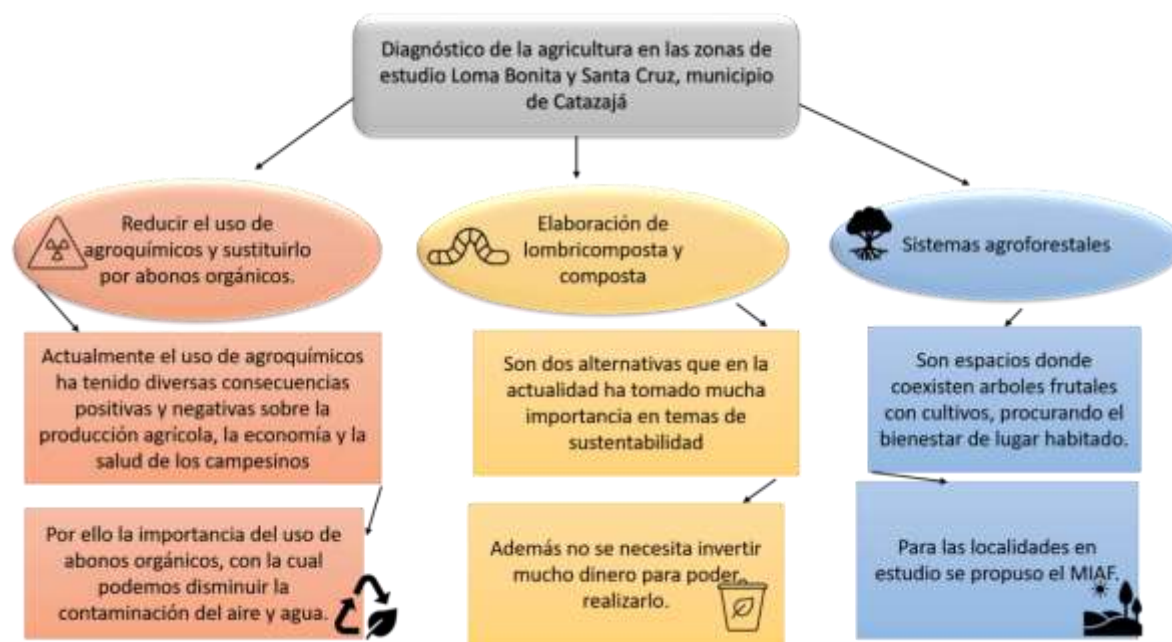 Diagnóstico de la agricultura en las zonas de
estudio Loma Bonita y Santa Cruz, municipio
de Catazajá
Reducir el uso de
agroquímicos y sustituirlo
por abonos orgánicos.
Actualmente el uso de agroquímicos
ha tenido diversas consecuencias
positivas y negativas sobre la
producción agrícola, la economía y la
salud de los campesinos
Por ello la importancia del uso de
abonos orgánicos, con la cual
podemos disminuir la
contaminación del aire y agua.
Elaboración de
lombricomposta y
composta
Son dos alternativas que en la
actualidad ha tomado mucha
importancia en temas de
sustentabilidad
Además no se necesita invertir
mucho dinero para poder
realizarlo.
Sistemas agroforestales
Son espacios donde
coexisten arboles frutales
con cultivos, procurando el
bienestar de lugar habitado.
Para las localidades en
estudio se propuso el MIAF.